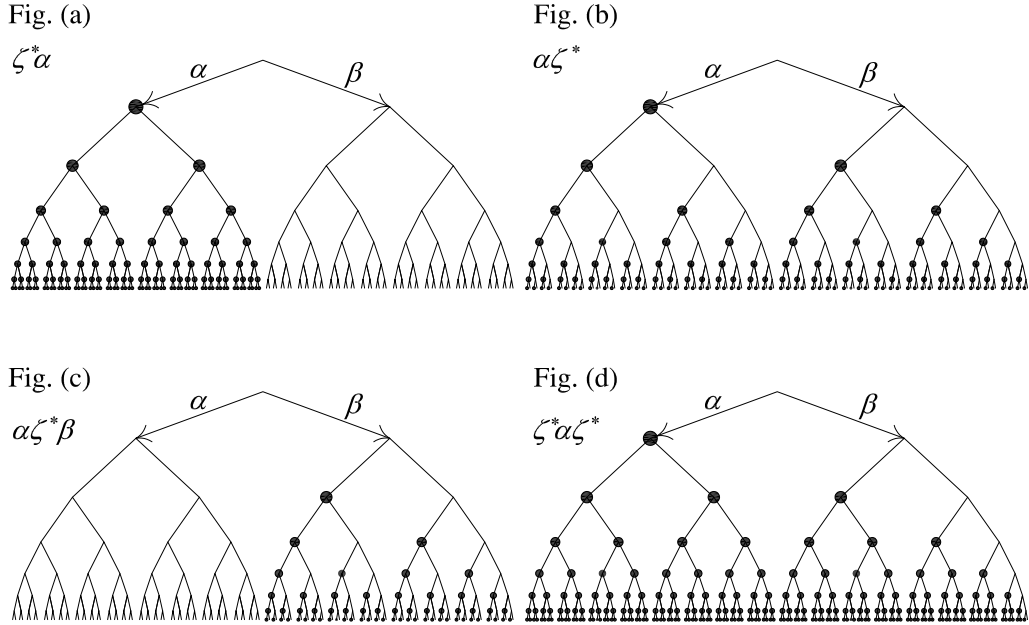 Fig. (a)
ζ*α
α
β
Fig. (b)
αζ*
α
β
Fig. (c)
αζ*β
α
β
Fig. (d)
ζ*αζ*
α
β